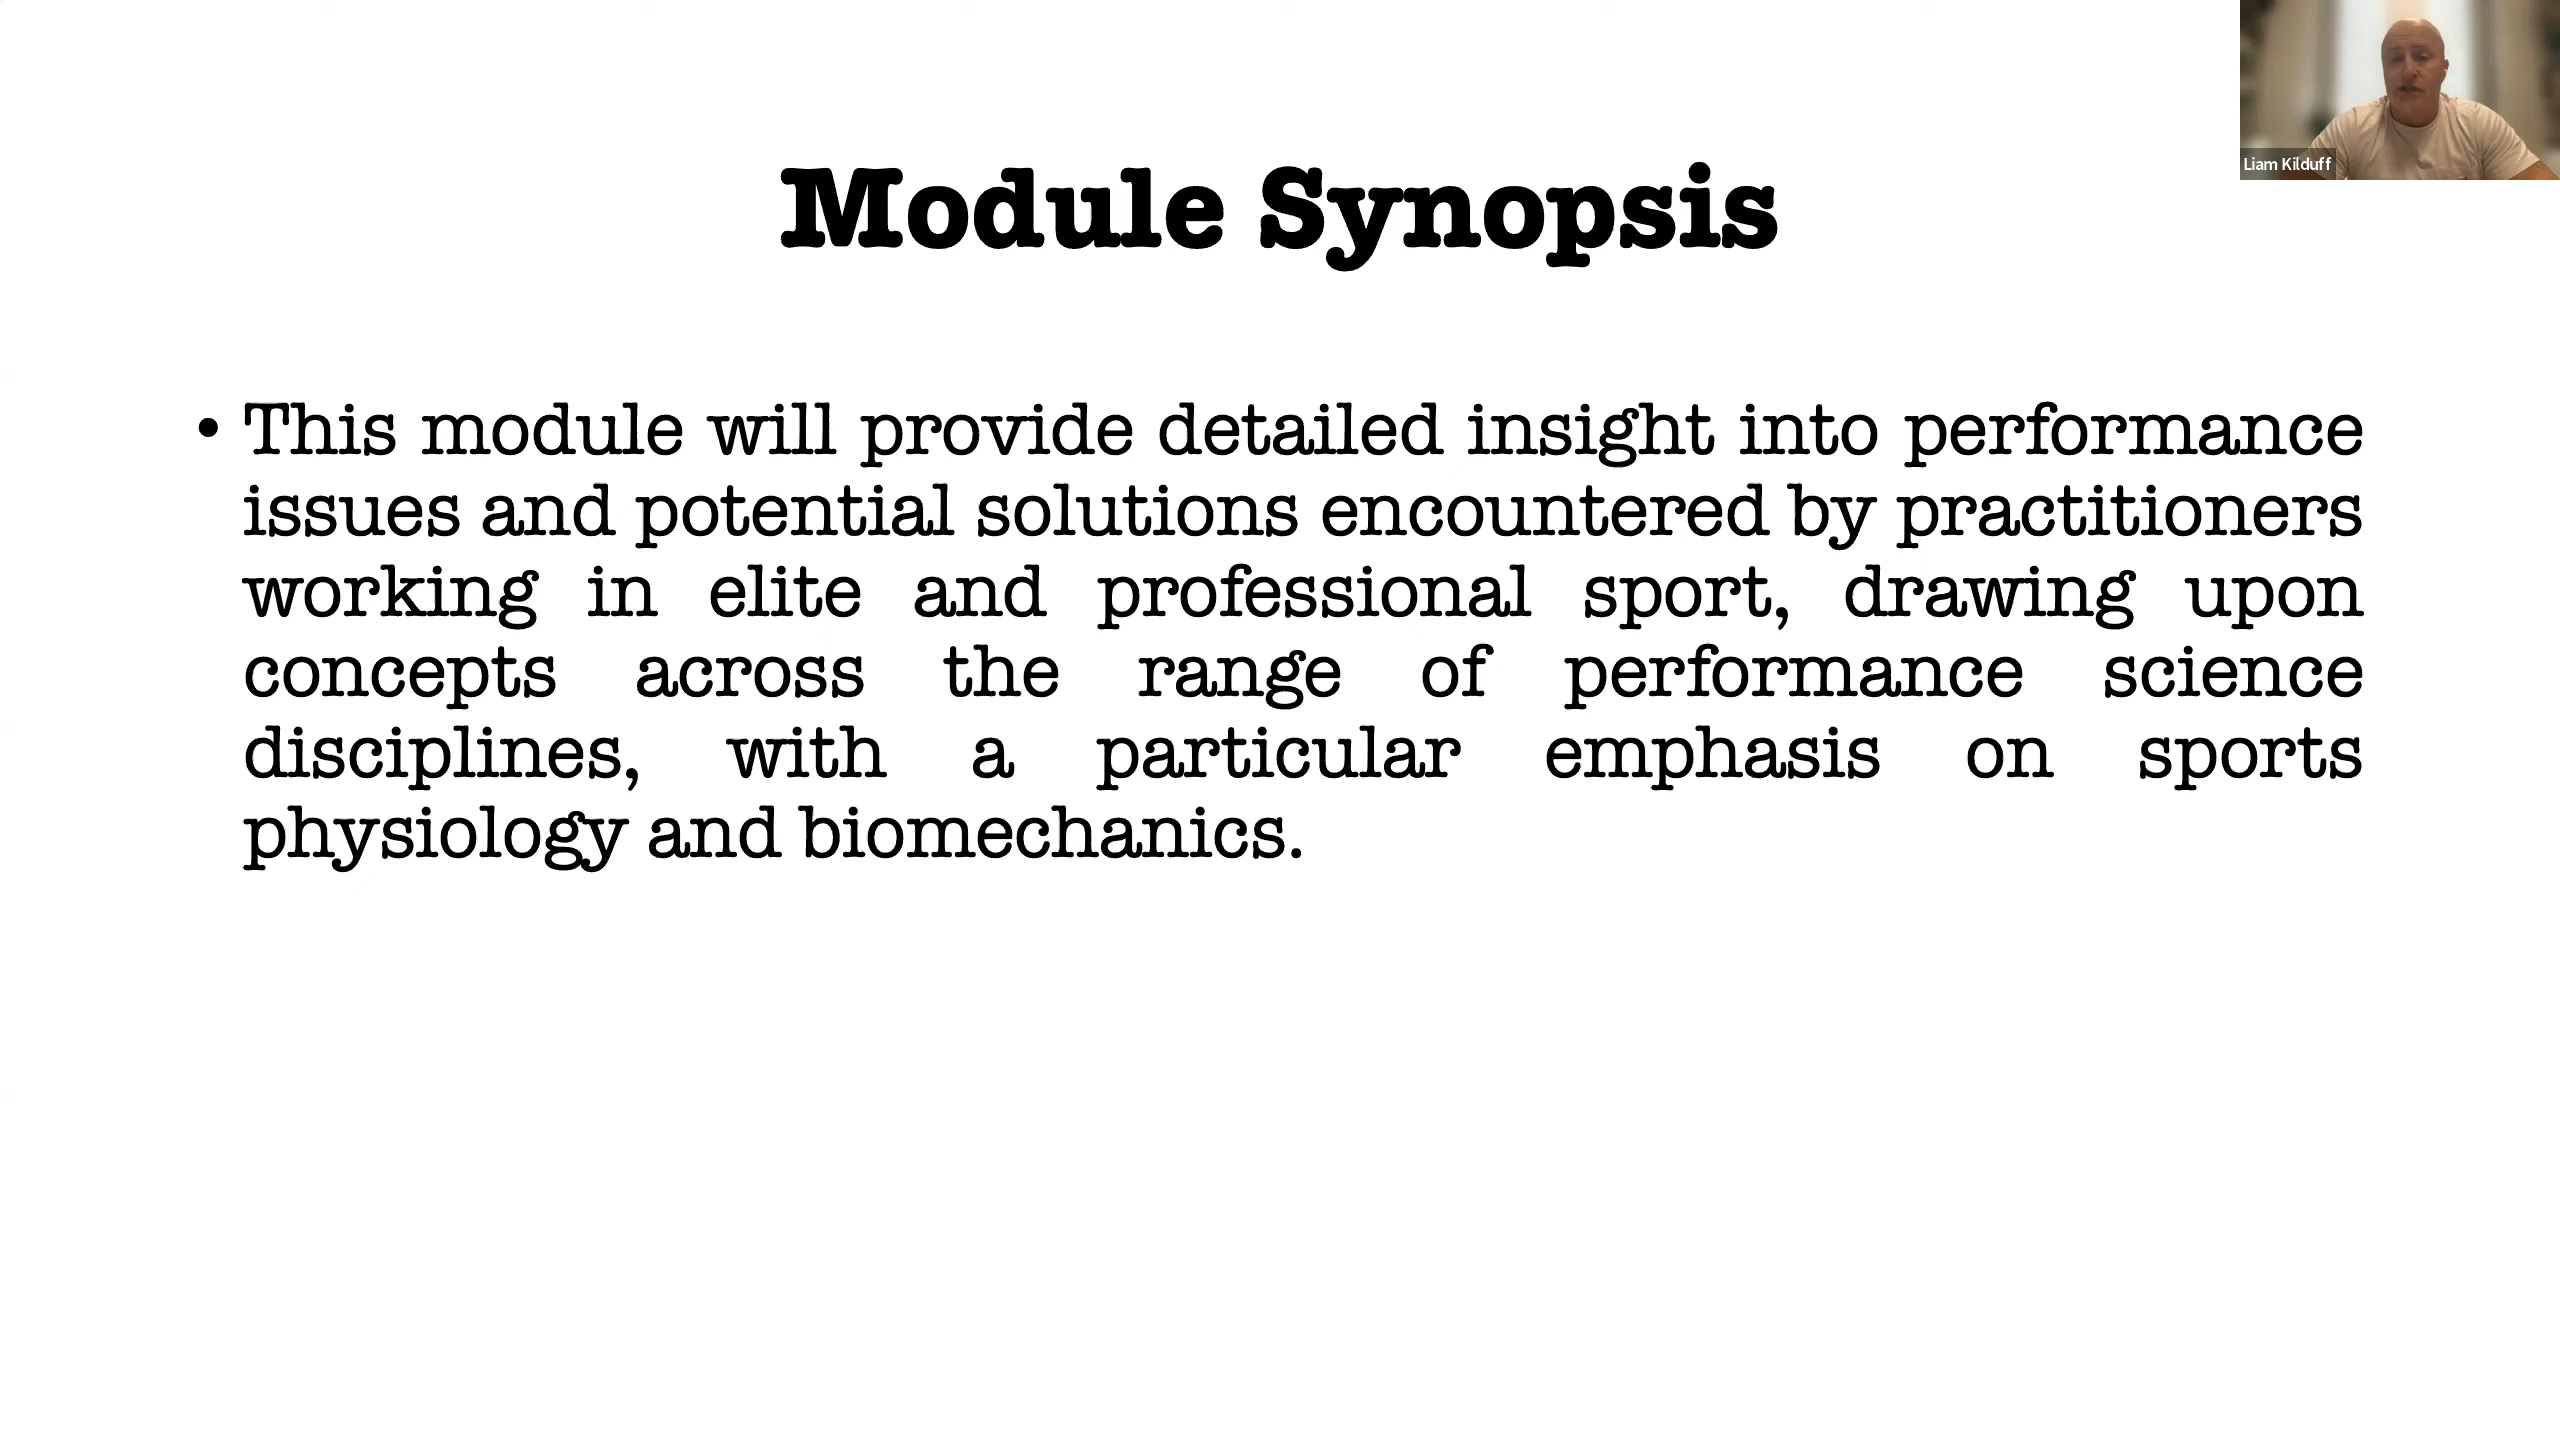 Liam Kilduff
Module Synopsis
• This module will provide detailed insight into performance
issues and potential solutions encountered by practitioners
working in elite and professional sport, drawing upon
concepts across the range of performance science
disciplines, with a particular emphasis on sports
physiology and biomechanics.